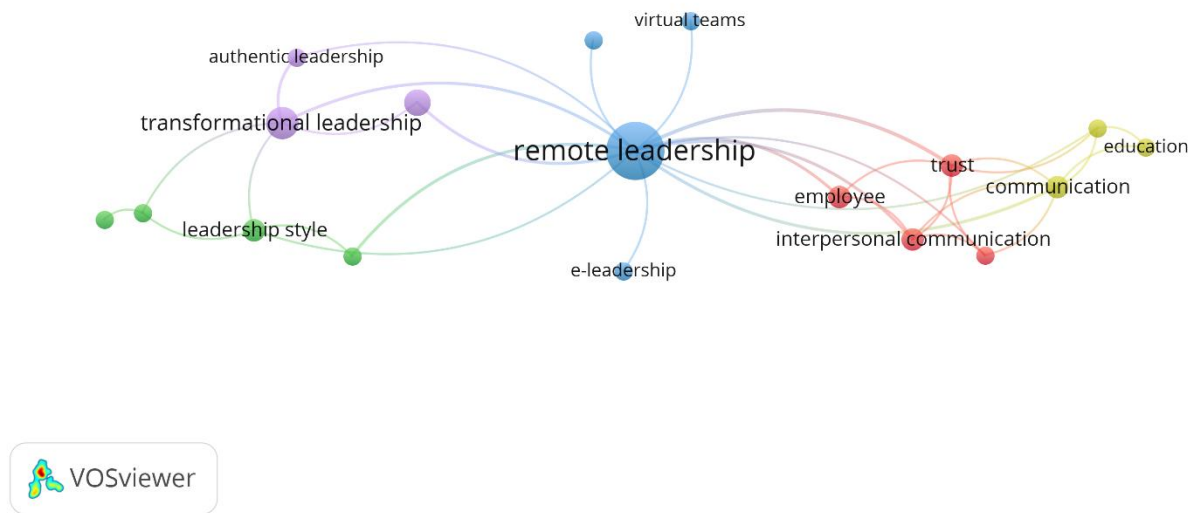 virtual teams
authentic leadership
transformational leadership
remote leadership
education
trust
communication
employee
leadership style
interpersonal communication
e-leadership
VOSviewer